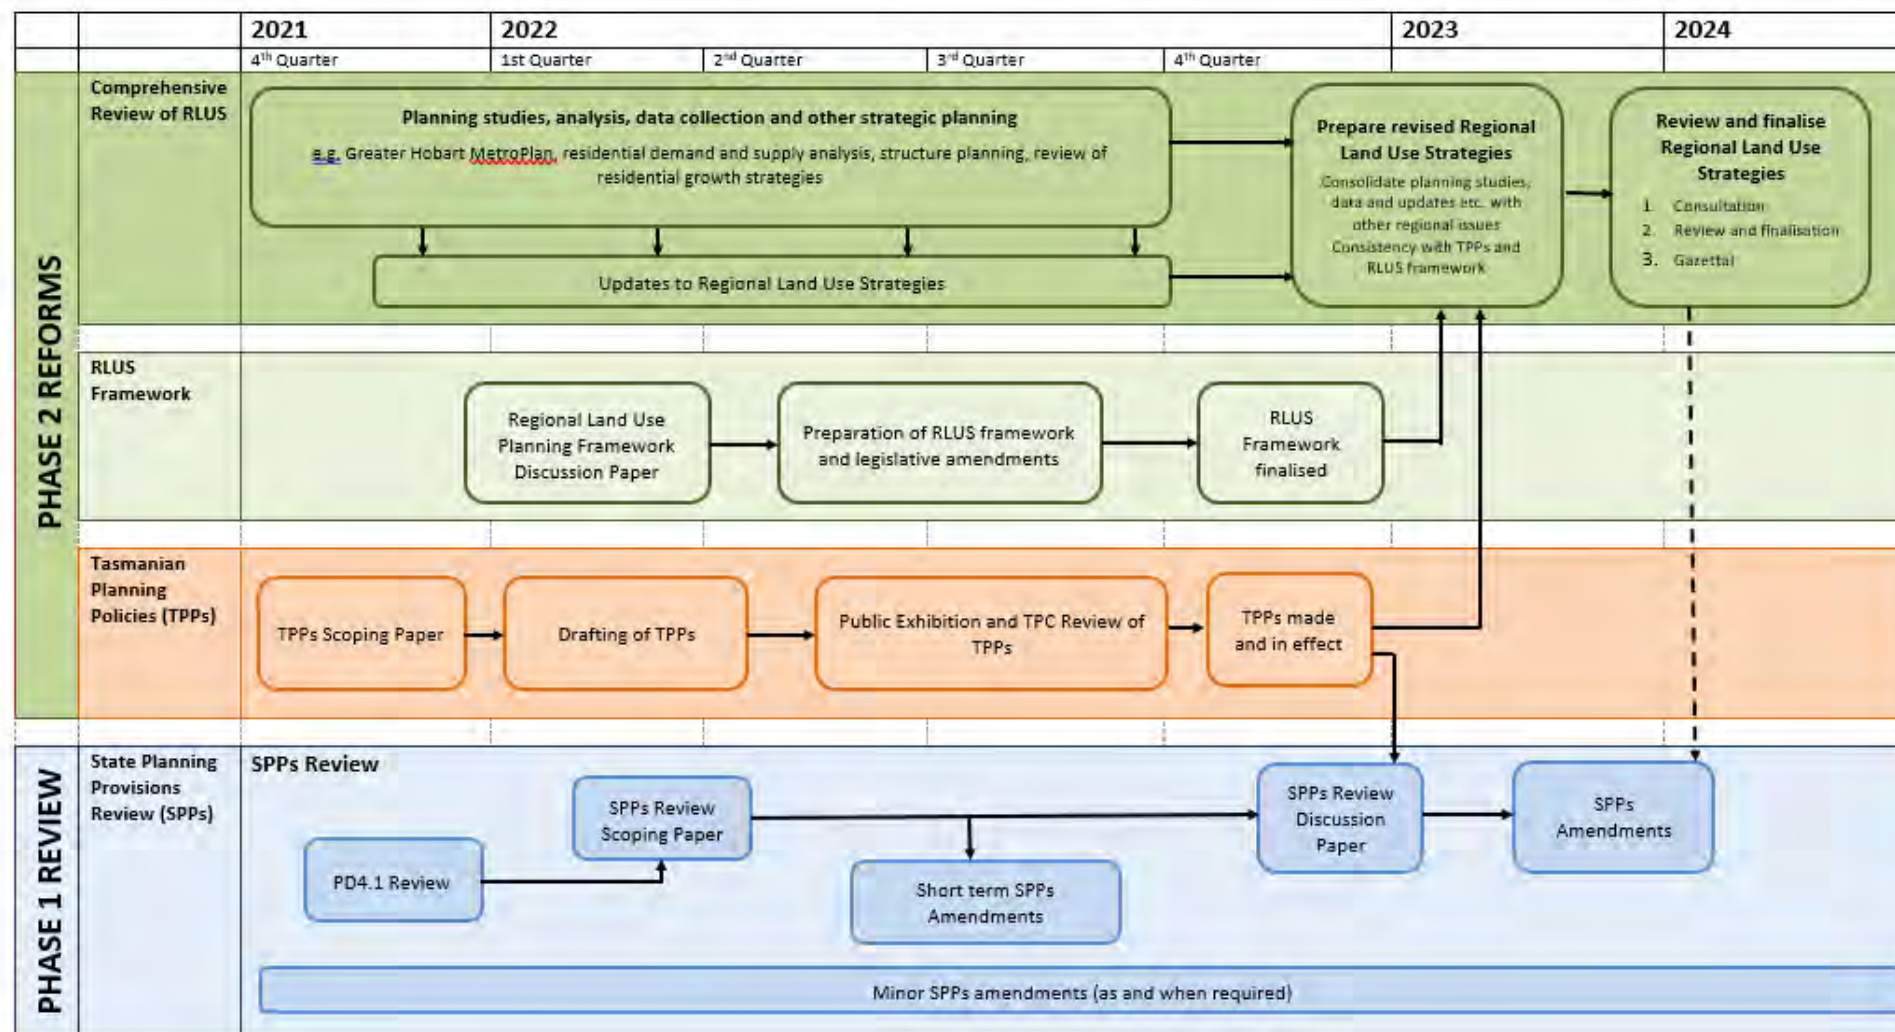 2021
2022
2023
2024
4th Quarter
1st Quarter
2nd Quarter
3rd Quarter
4th Quarter
PHASE 2 REFORMS
Comprehensive
Review of RLUS
Planning studies, analysis, data collection and other strategic planning
e.g. Greater Hobart MetroPlan, residential demand and supply analysis, structure planning, review of
residential growth strategies
Updates to Regional Land Use Strategies
Prepare revised Regional
Land Use Strategies
Consolidate planning studies,
data and updates etc. with
other regional issues
Consistency with TPPs and
RLUS framework
Review and finalise
Regional Land Use
Strategies
1. Consultation
2. Review and finalisation
3. Gazettal
RLUS
Framework
Regional Land Use
Planning Framework
Discussion Paper
Preparation of RLUS framework
and legislative amendments
RLUS
Framework
finalised
Tasmanian
Planning
Policies (TPPs)
TPPs Scoping Paper
Drafting of TPPs
Public Exhibition and TPC Review of
TPPs
TPPs made
and in effect
PHASE 1 REVIEW
State Planning
Provisions
Review (SPPs)
SPPs Review
PD4.1 Review
SPPs Review
Scoping Paper
Short term SPPs
Amendments
SPPs Review
Discussion
Paper
SPPs
Amendments
Minor SPPs amendments (as and when required)